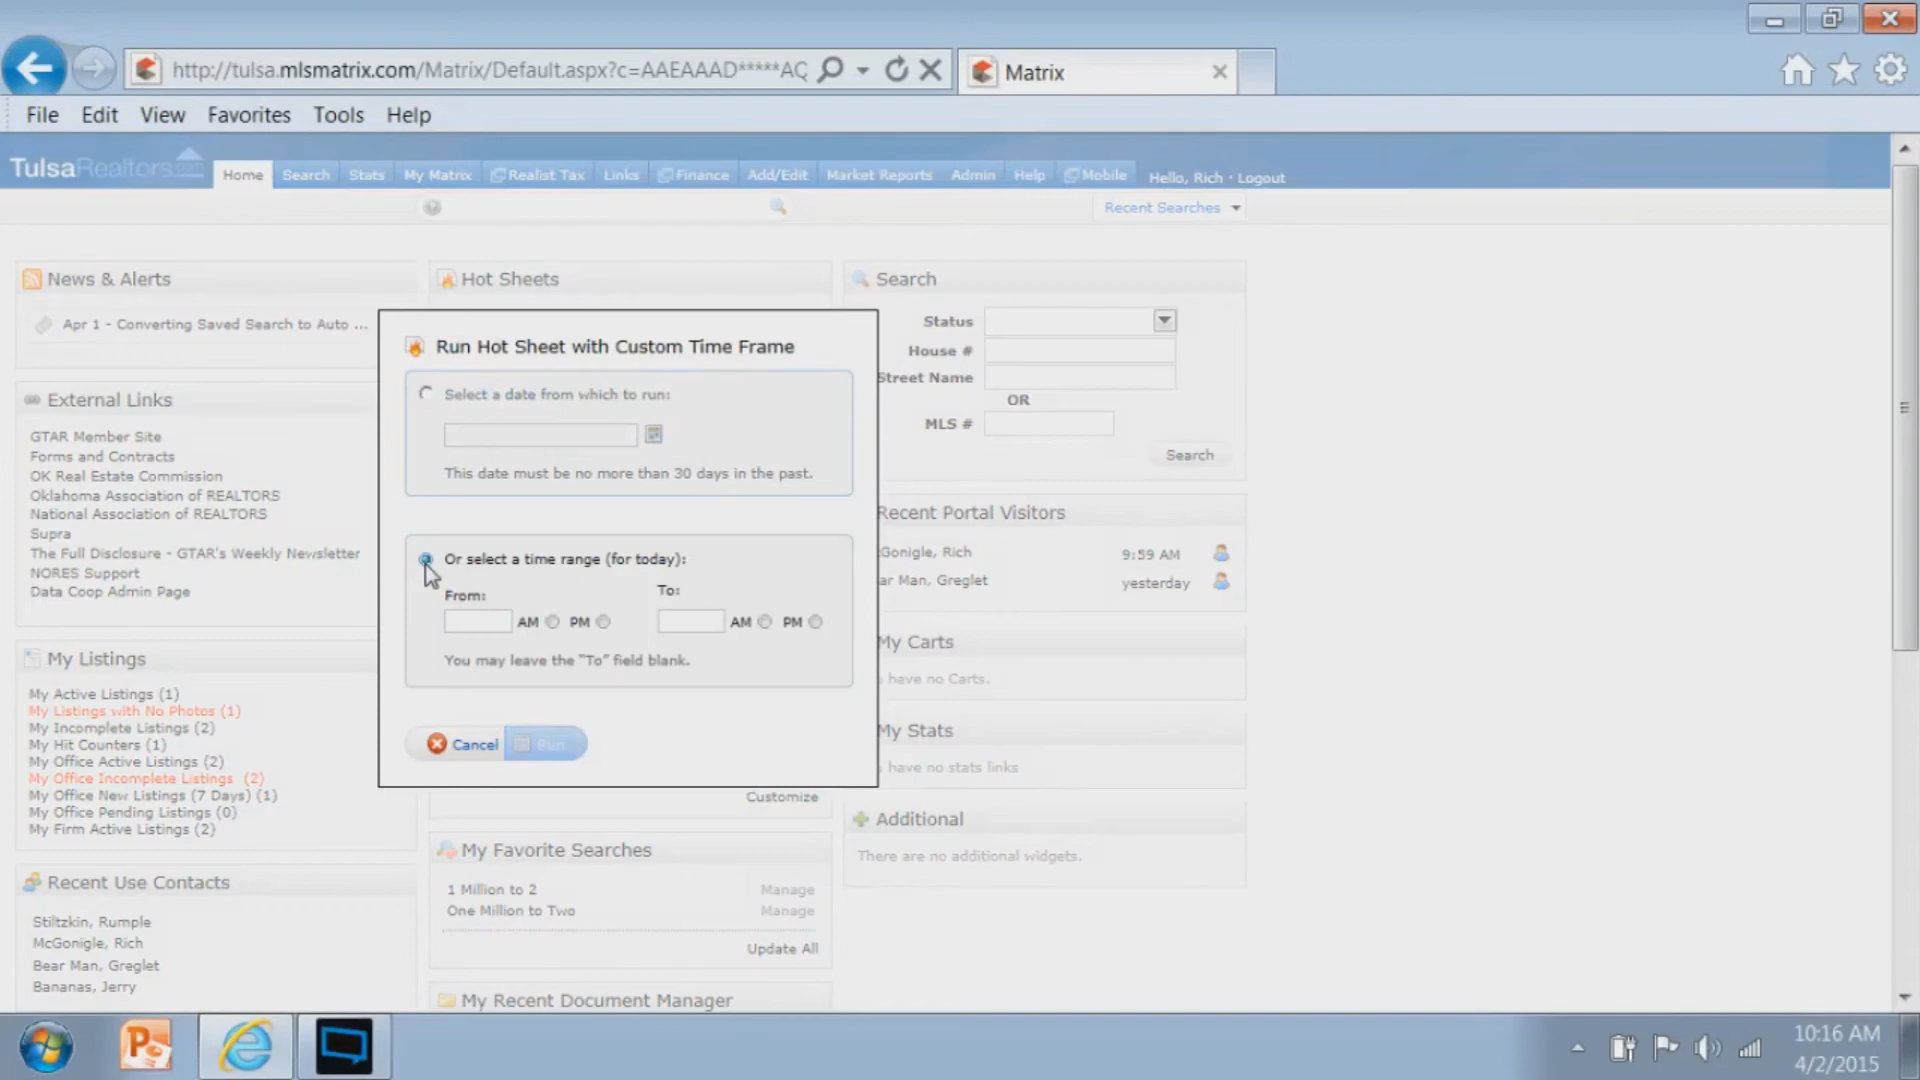 http://tulsa.mlsmatrix.com/Matrix/Default.aspx?c=AAEAAAD*****AQ
Matrix
File Edit View Favorites Tools Help
TulsaRealtors
Home Search Stats My Matrix Realist Tax Links Finance Add/Edit Market Reports Admin Help Mobile Hello, Rich · Logout
Recent Searches
News & Alerts
Apr 1 - Converting Saved Search to Auto ...
External Links
GTAR Member Site
Forms and Contracts
OK Real Estate Commission
Oklahoma Association of REALTORS
National Association of REALTORS
Supra
The Full Disclosure - GTAR's Weekly Newsletter
NORES Support
Data Coop Admin Page
My Listings
My Active Listings (1)
My Listings with No Photos (1)
My Incomplete Listings (2)
My Hit Counters (1)
My Office Active Listings (2)
My Office Incomplete Listings (2)
My Office New Listings (7 Days) (1)
My Office Pending Listings (0)
My Firm Active Listings (2)
Recent Use Contacts
Stiltzkin, Rumple
McGonigle, Rich
Bear Man, Greglet
Bananas, Jerry
Hot Sheets
Run Hot Sheet with Custom Time Frame
Select a date from which to run:
This date must be no more than 30 days in the past.
Or select a time range (for today):
From: To:
AM PM AM PM
You may leave the "To" field blank.
Cancel Run
Customize
My Favorite Searches
1 Million to 2 Manage
One Million to Two Manage
Update All
My Recent Document Manager
Search
Status
House #
Street Name
OR
MLS #
Search
Recent Portal Visitors
Gonigle, Rich 9:59 AM
ar Man, Greglet yesterday
My Carts
have no Carts.
My Stats
have no stats links
Additional
There are no additional widgets.
10:16 AM
4/2/2015